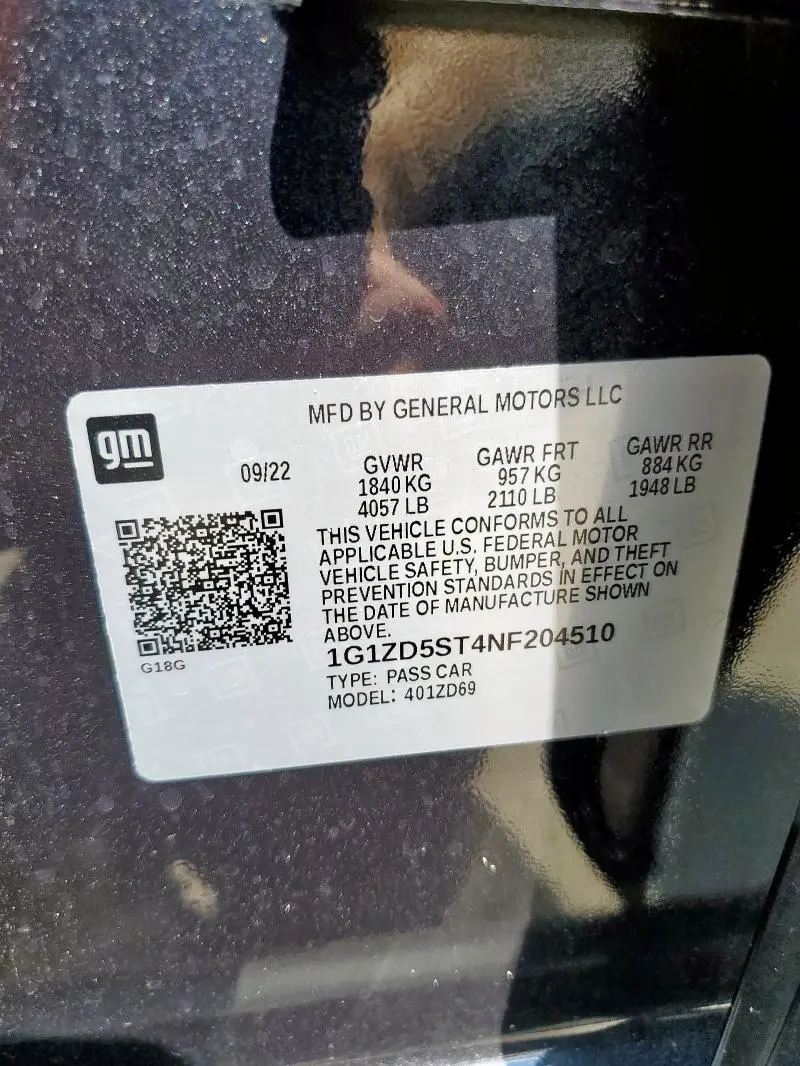 MFD BY GENERAL MOTORS LLC
gm
09/22
GVWR
1840 KG
4057 LB
GAWR FRT
957 KG
2110 LB
GAWR RR
884 KG
1948 LB
THIS VEHICLE CONFORMS TO ALL
APPLICABLE U.S. FEDERAL MOTOR
VEHICLE SAFETY, BUMPER, AND THEFT
PREVENTION STANDARDS IN EFFECT ON
THE DATE OF MANUFACTURE SHOWN
ABOVE.
1G1ZD5ST4NF204510
TYPE: PASS CAR
MODEL: 401ZD69
G18G